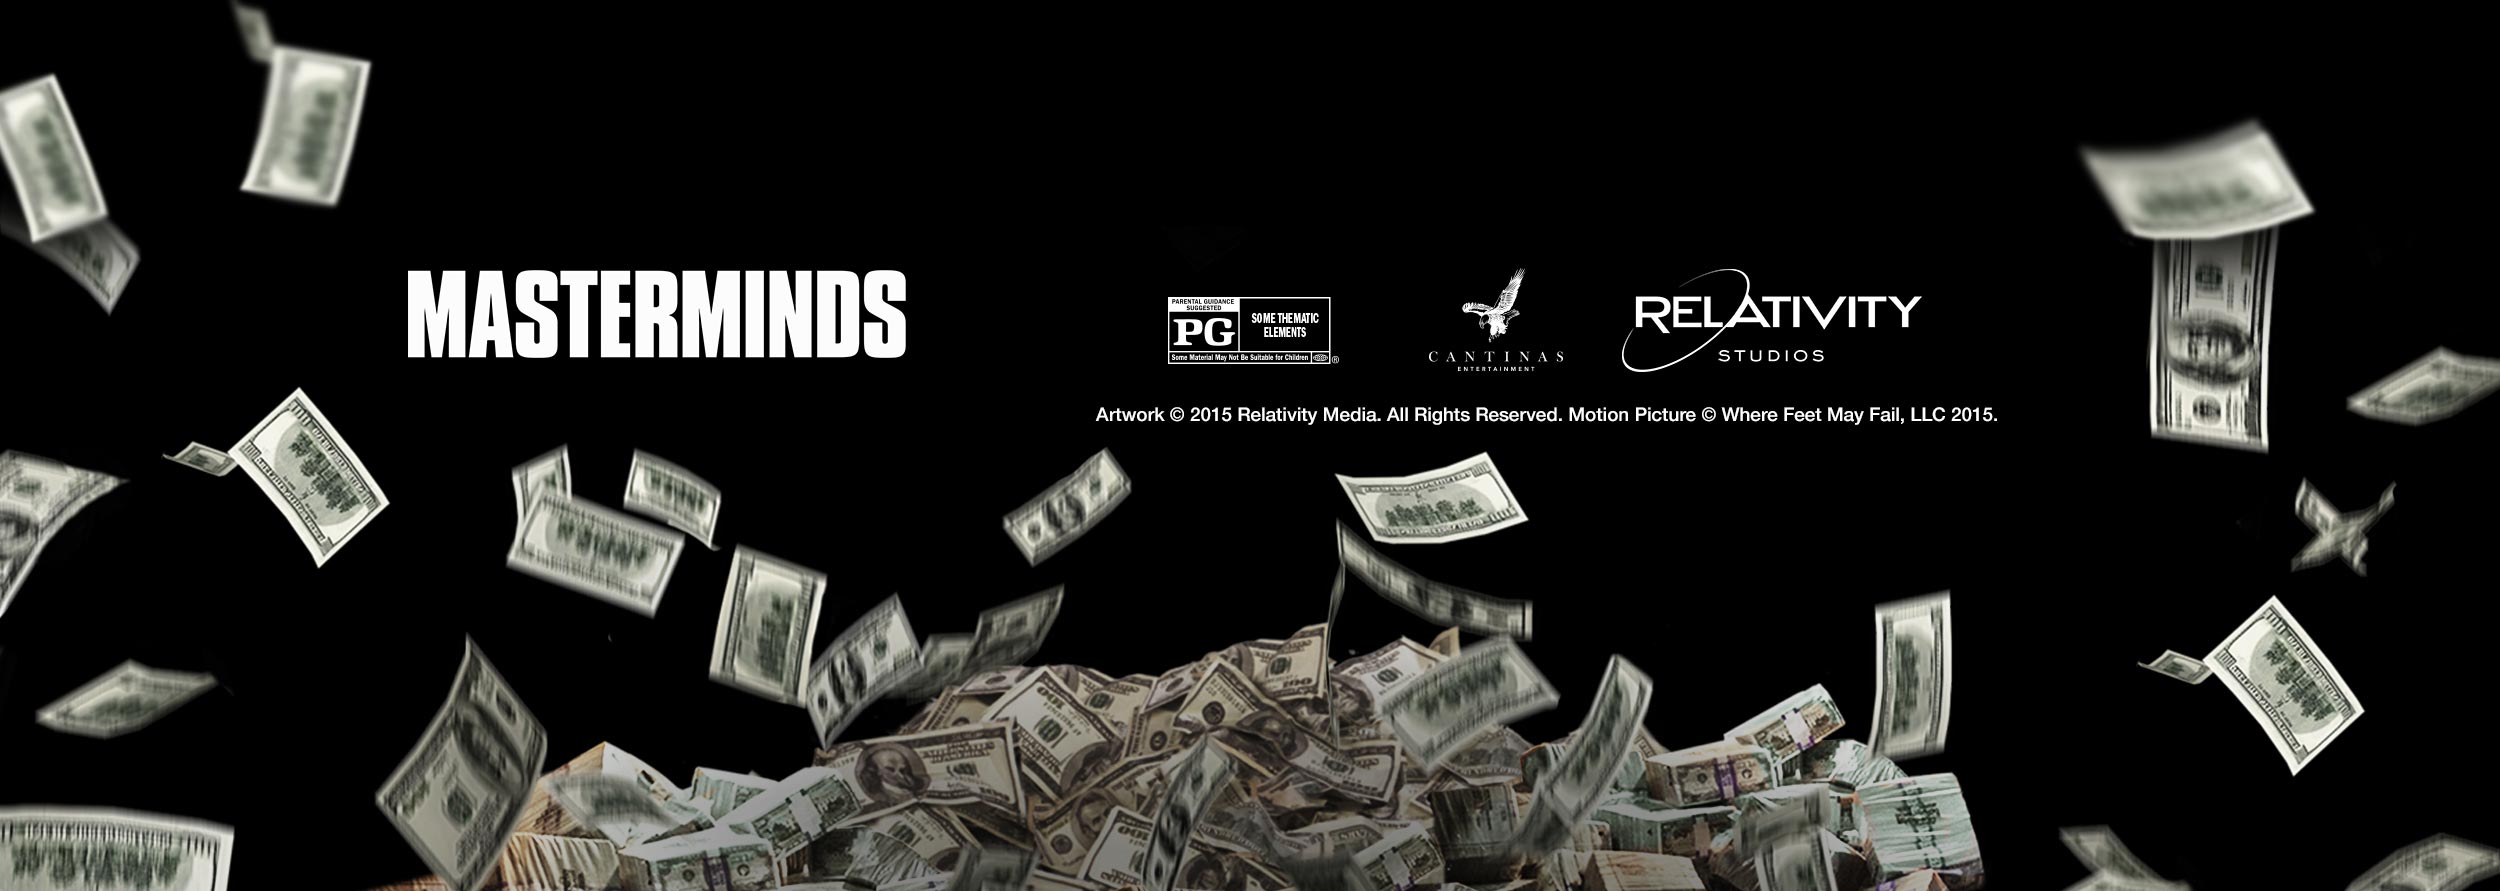 MASTERMINDS
PARENTAL GUIDANCE
SUGGESTED
PG
SOME THEMATIC
ELEMENTS
Some Material May Not Be Suitable for Children
®
CANTINAS
ENTERTAINMENT
RELATIVITY
STUDIOS
Artwork © 2015 Relativity Media. All Rights Reserved. Motion Picture © Where Feet May Fail, LLC 2015.